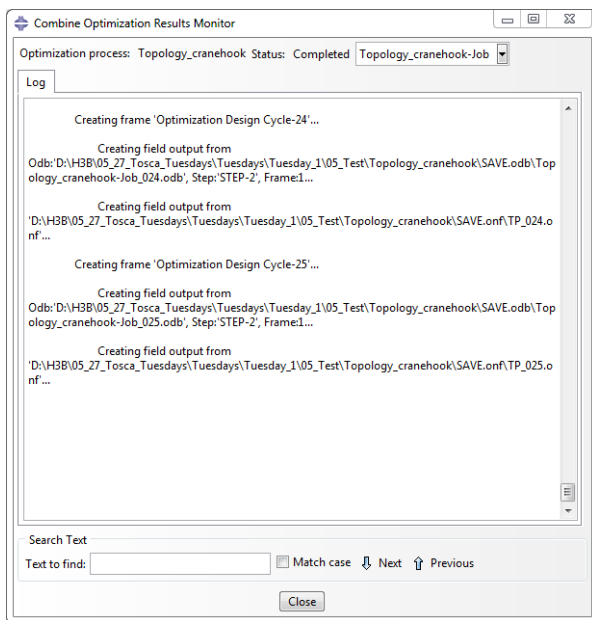 Combine Optimization Results Monitor
Optimization process: Topology_cranehook Status: Completed Topology_cranehook-Job
Log
Creating frame 'Optimization Design Cycle-24'...
Creating field output from
Odb:'D:\H3B\05_27_Tosca_Tuesdays\Tuesdays\Tuesday_1\05_Test\Topology_cranehook\SAVE.odb\Top
ology_cranehook-Job_024.odb', Step:'STEP-2', Frame:1...
Creating field output from
'D:\H3B\05_27_Tosca_Tuesdays\Tuesdays\Tuesday_1\05_Test\Topology_cranehook\SAVE.onf\TP_024.o
nf'...
Creating frame 'Optimization Design Cycle-25'...
Creating field output from
Odb:'D:\H3B\05_27_Tosca_Tuesdays\Tuesdays\Tuesday_1\05_Test\Topology_cranehook\SAVE.odb\Top
ology_cranehook-Job_025.odb', Step:'STEP-2', Frame:1...
Creating field output from
'D:\H3B\05_27_Tosca_Tuesdays\Tuesdays\Tuesday_1\05_Test\Topology_cranehook\SAVE.onf\TP_025.o
nf'...
Search Text
Text to find: Match case Next Previous
Close